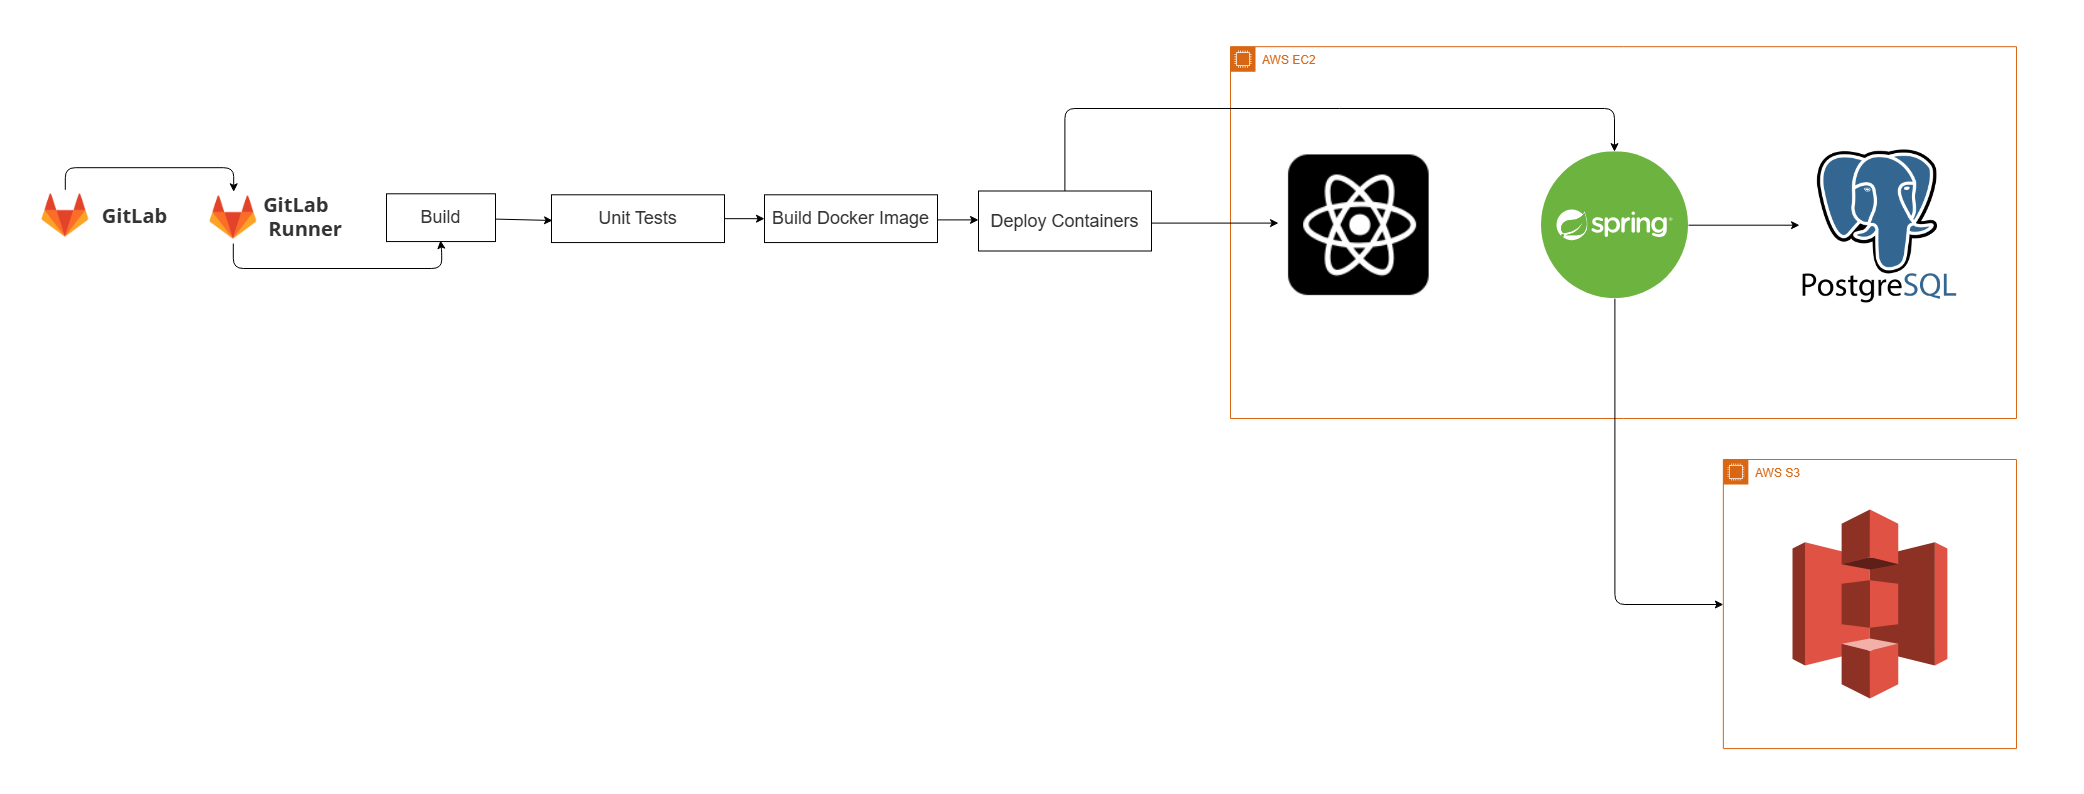 AWS EC2
GitLab
GitLab
Runner
Build
Unit Tests
Build Docker Image
Deploy Containers
spring
PostgreSQL
AWS S3